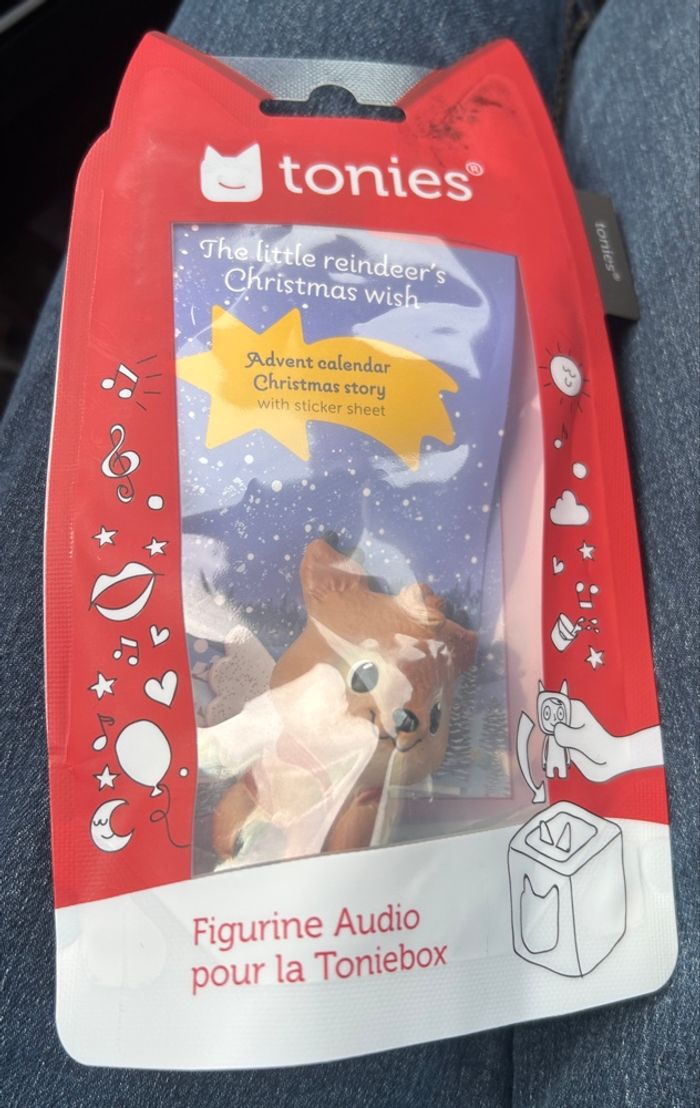 tonies®
The little reindeer's
Christmas wish
Advent calendar
Christmas story
with sticker sheet
tonies®
Figurine Audio
pour la Toniebox